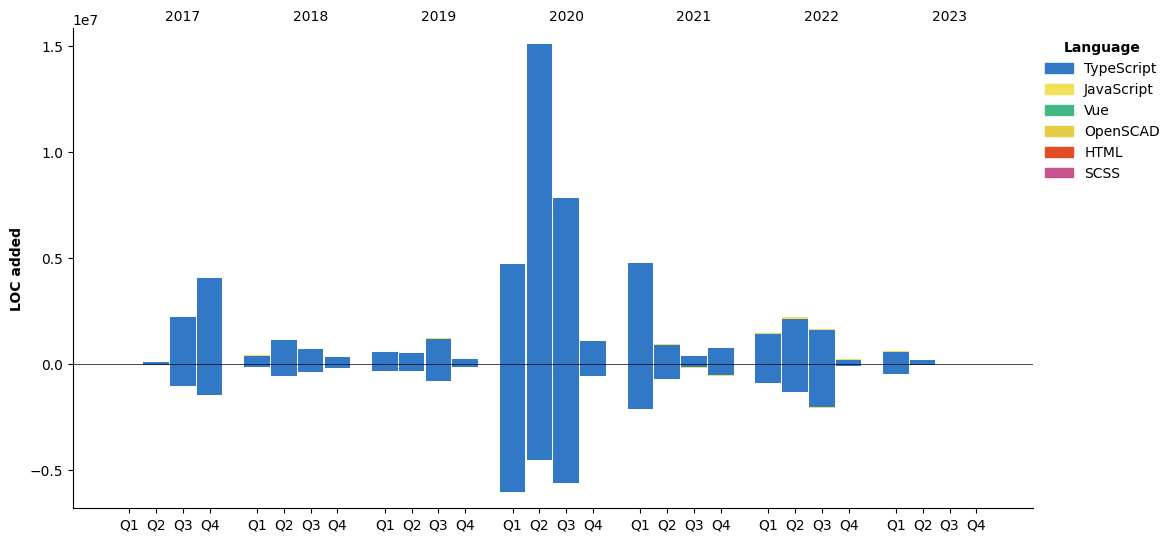 1e7
2017 2018 2019 2020 2021 2022 2023
Language
TypeScript
JavaScript
Vue
OpenSCAD
HTML
SCSS
LOC added
1.5
1.0
0.5
0.0
−0.5
Q1 Q2 Q3 Q4 Q1 Q2 Q3 Q4 Q1 Q2 Q3 Q4 Q1 Q2 Q3 Q4 Q1 Q2 Q3 Q4 Q1 Q2 Q3 Q4 Q1 Q2 Q3 Q4